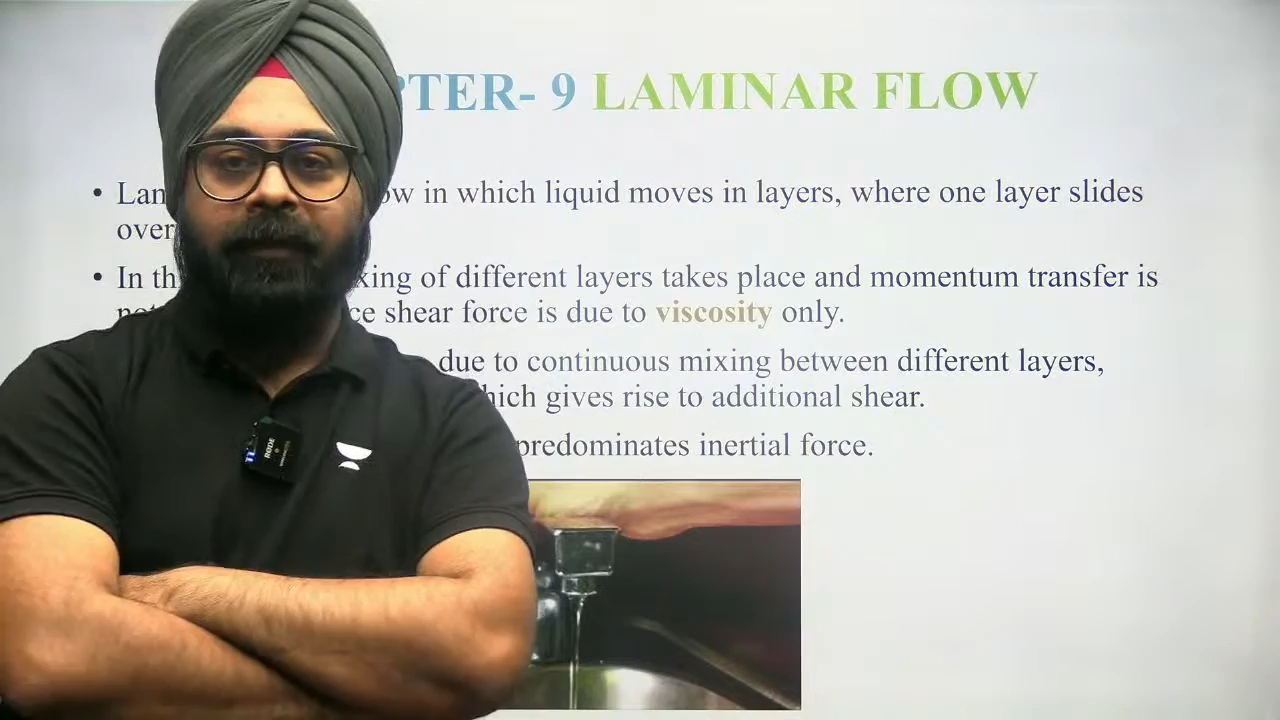 PTER- 9 LAMINAR FLOW
• Lan ow in which liquid moves in layers, where one layer slides
over
• In th xing of different layers takes place and momentum transfer is
not ce shear force is due to viscosity only.
due to continuous mixing between different layers,
hich gives rise to additional shear.
predominates inertial force.
RODE